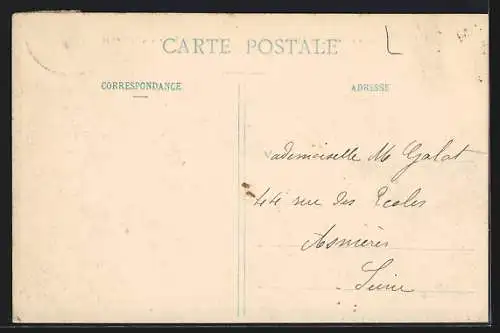 CARTE POSTALE
CORRESPONDANCE
ADRESSE
Mademoiselle M Galat
44 rue des Ecoles
Asnières
Seine